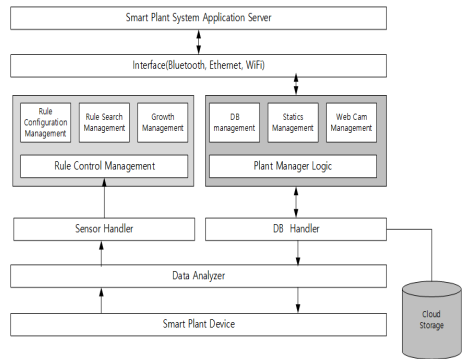 Smart Plant System Application Server
Interface(Bluetooth, Ethernet, WiFi)
Rule
Configuration
Management
Rule Search
Management
Growth
Management
DB
management
Statics
Management
Web Cam
Management
Rule Control Management
Plant Manager Logic
Sensor Handler
DB Handler
Data Analyzer
Smart Plant Device
Cloud
Storage